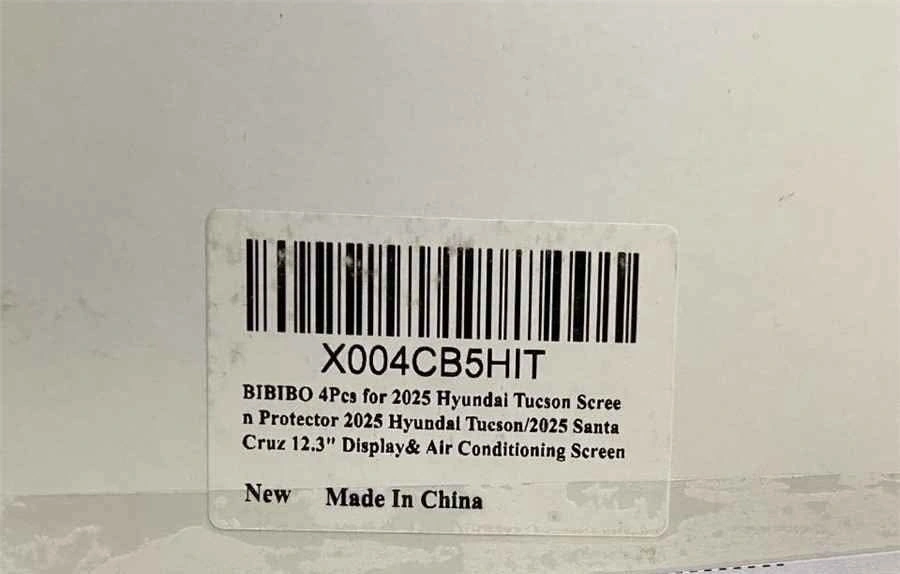 X004CB5HIT
BIBIBO 4Pcs for 2025 Hyundai Tucson Scree
n Protector 2025 Hyundai Tucson/2025 Santa
Cruz 12.3" Display& Air Conditioning Screen
New Made In China